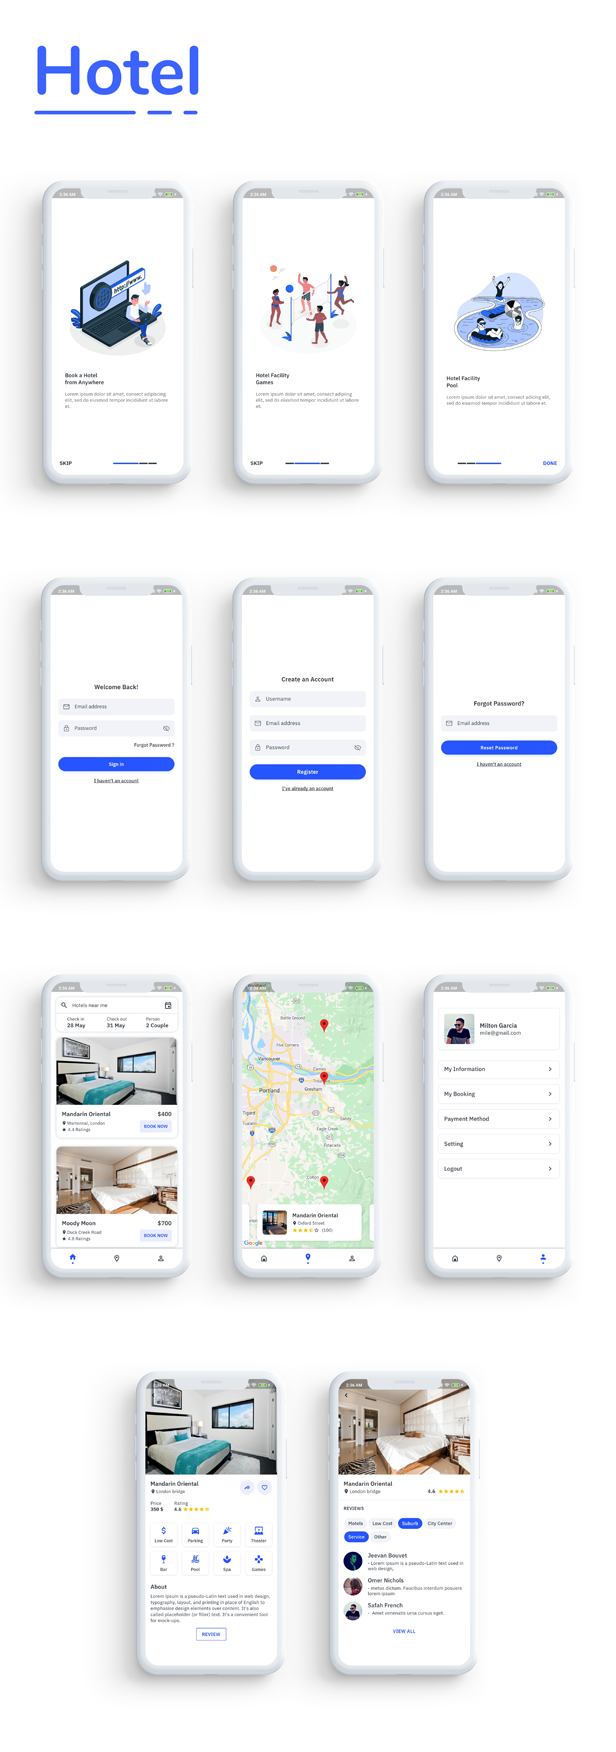 Hotel
2:36 AM
2:36 AM
2:36 AM
http://www.
Book a Hotel
from Anywhere
Lorem ipsum dolor sit amet, consect adipiscing
elit, sed do eiusmod tempor incididunt ut labore
et.
SKIP
Hotel Facility
Games
Lorem ipsum dolor sit amet, consect adipiscing
elit, sed do eiusmod tempor incididunt ut labore
et.
SKIP
Hotel Facility
Pool
Lorem ipsum dolor sit amet, consect adipiscing elit,
sed do eiusmod tempor incididunt ut labore et.
DONE
2:36 AM
Welcome Back!
Email address
Password
Forgot Password ?
Sign in
I haven't an account
2:36 AM
Create an Account
Username
Email address
Password
Register
I've already an account
2:36 AM
Forgot Password?
Email address
Reset Password
I haven't an account
2:36 AM
Hotels near me
Check in
Check out
Person
28 May
31 May
2 Couple
Mandarin Oriental
$400
London
4.4 Ratings
BOOK NOW
Moody Moon
$700
Duck Creek Road
4.8 Ratings
BOOK NOW
Battle Ground
Five Corners
Vancouver
Camas
Portland
Gresham
Tigard
Sandy
Eagle Creek
Estacada
Colton
Mandarin Oriental
Oxford Street
(100)
Google
2:36 AM
Milton Garcia
mile@gmail.com
My Information
My Booking
Payment Method
Setting
Logout
Mandarin Oriental
London bridge
Price
Rating
350 $
4.6
Low Cost
Parking
Party
Theater
Bar
Pool
Spa
Games
About
Lorem ipsum is a pseudo-Latin text used in web design,
typography, layout, and printing in place of English to
emphasise design elements over content. It's also
called placeholder (or filler) text. It's a convenient tool
for mock-ups.
REVIEW
2:36 AM
Mandarin Oriental
London bridge
4.6
REVIEWS
Motels
Low Cost
Suburb
City Center
Service
Other
Jeevan Bouvet
- Lorem ipsum is a pseudo-Latin text used in
web design,
Omer Nichols
- metus dictum. Faucibus interdum posuere
lorem ipsum
Safah French
- Amet venenatis urna cursus eget.
VIEW ALL